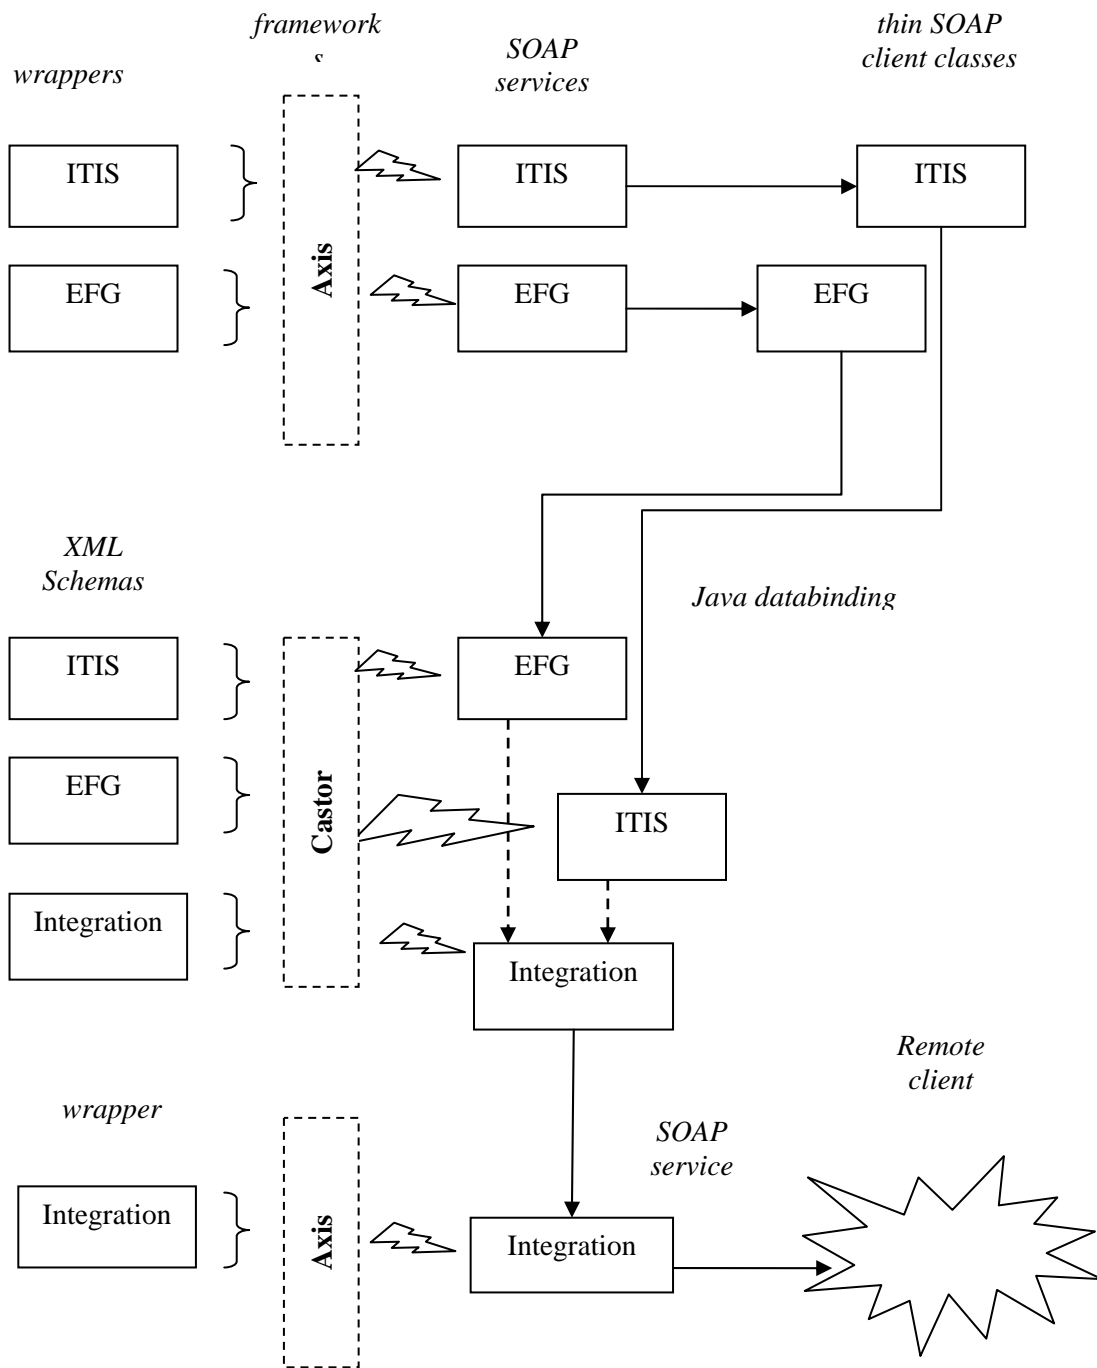 framework
s
SOAP
services
thin SOAP
client classes
wrappers
ITIS
ITIS
ITIS
Axis
EFG
EFG
EFG
XML
Schemas
Java databinding
ITIS
EFG
EFG
Castor
ITIS
Integration
Integration
Remote
client
wrapper
SOAP
service
Integration
Axis
Integration